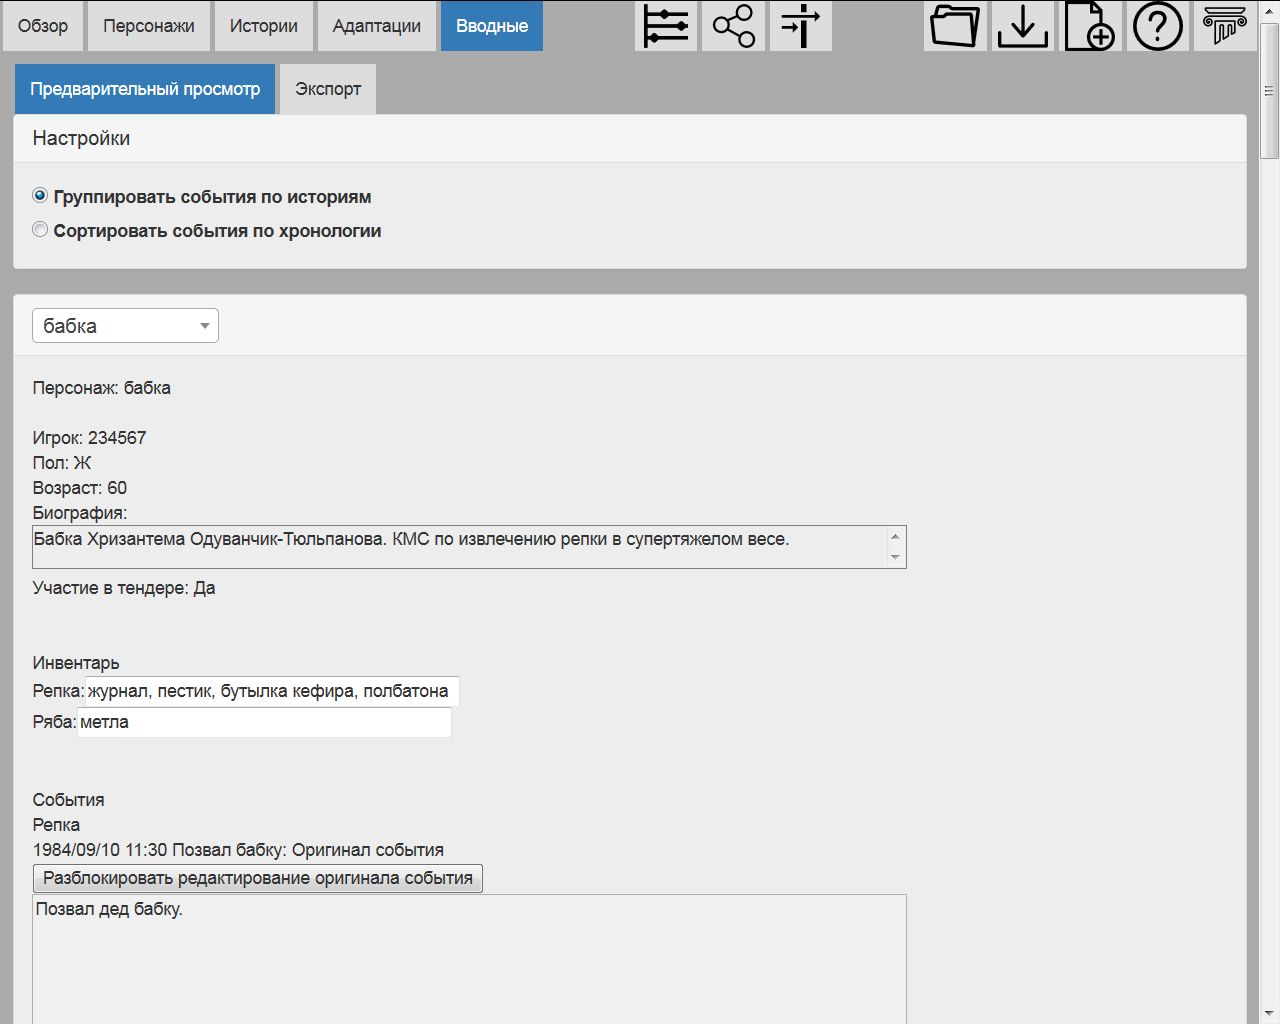 Обзор Персонажи Истории Адаптации Вводные
Предварительный просмотр Экспорт
Настройки
Группировать события по историям
Сортировать события по хронологии
бабка
Персонаж: бабка
Игрок: 234567
Пол: Ж
Возраст: 60
Биография:
Бабка Хризантема Одуванчик-Тюльпанова. КМС по извлечению репки в супертяжелом весе.
Участие в тендере: Да
Инвентарь
Репка: журнал, пестик, бутылка кефира, полбатона
Ряба: метла
События
Репка
1984/09/10 11:30 Позвал бабку: Оригинал события
Разблокировать редактирование оригинала события
Позвал дед бабку.